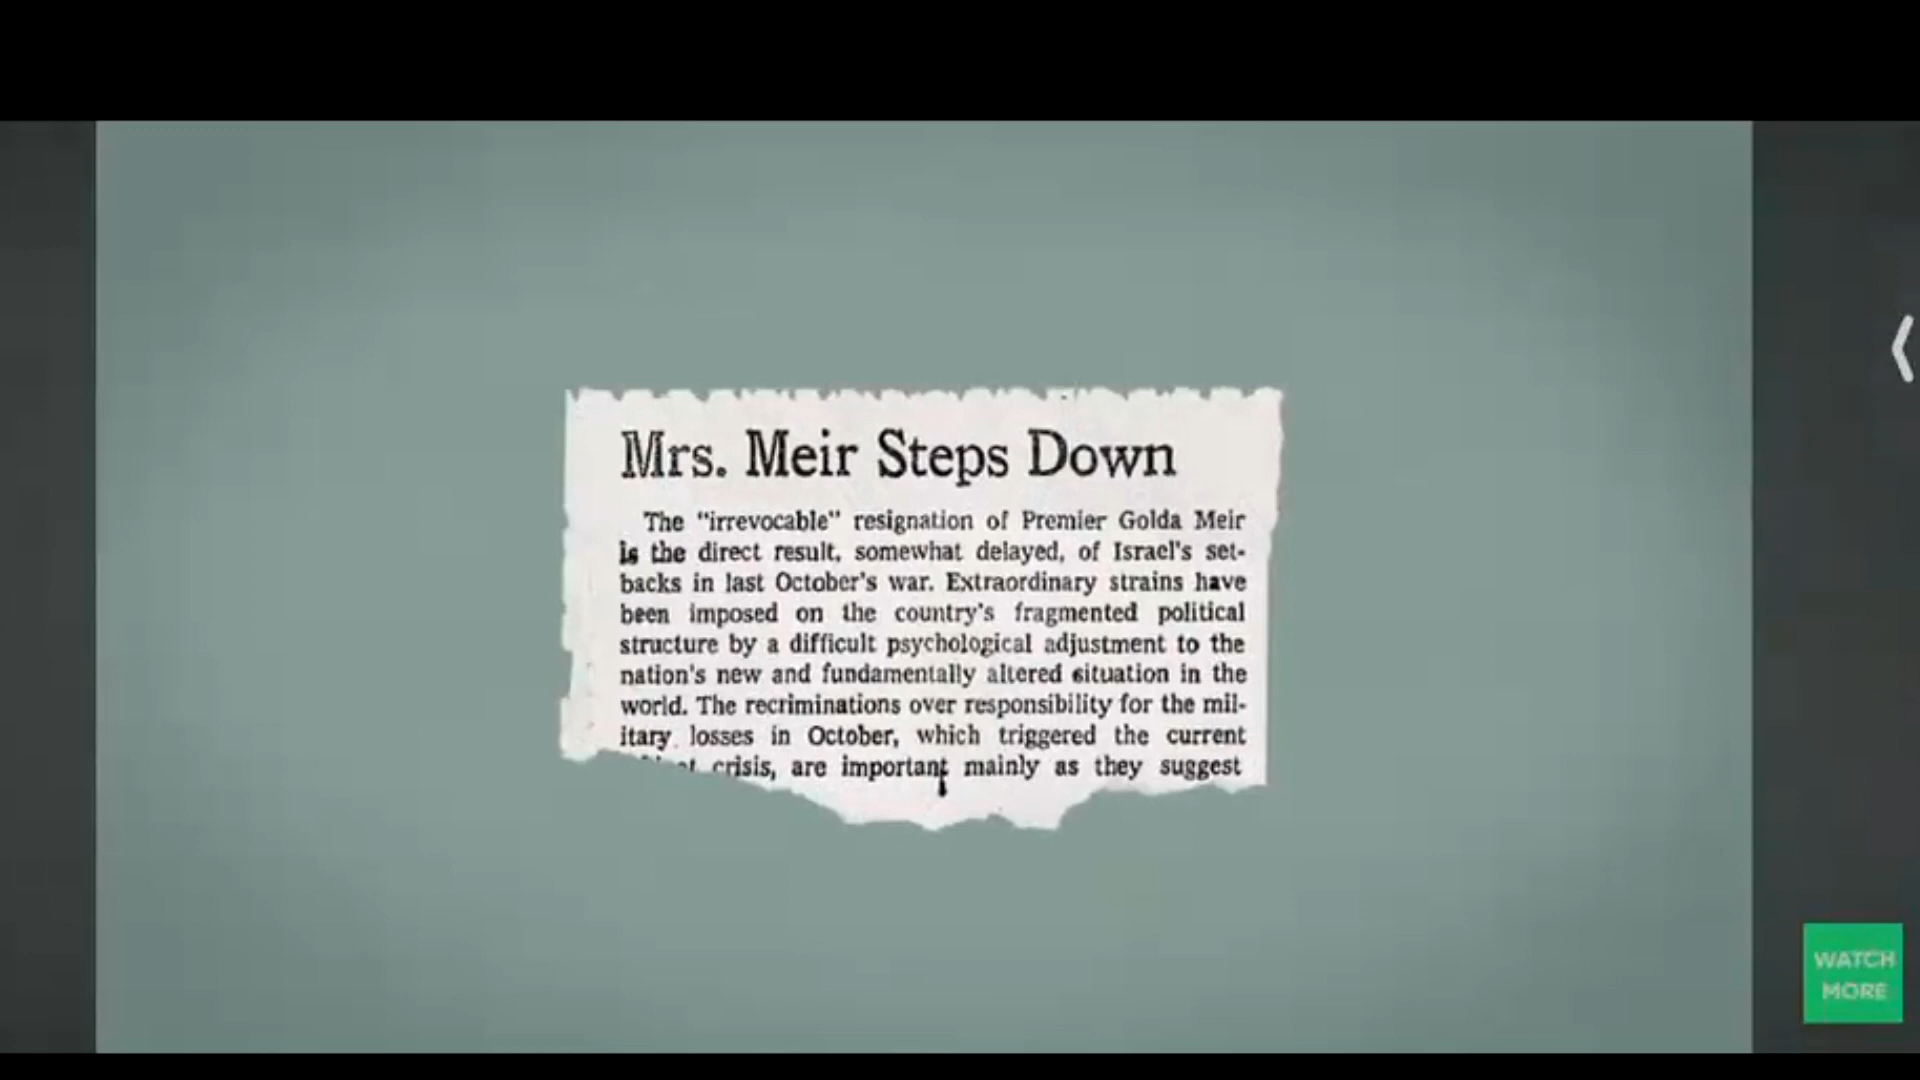 Mrs. Meir Steps Down
The "irrevocable" resignation of Premier Golda Meir
is the direct result, somewhat delayed, of Israel's set-
backs in last October's war. Extraordinary strains have
been imposed on the country's fragmented political
structure by a difficult psychological adjustment to the
nation's new and fundamentally altered situation in the
world. The recriminations over responsibility for the mil-
itary losses in October, which triggered the current
crisis, are important mainly as they suggest
WATCH
MORE